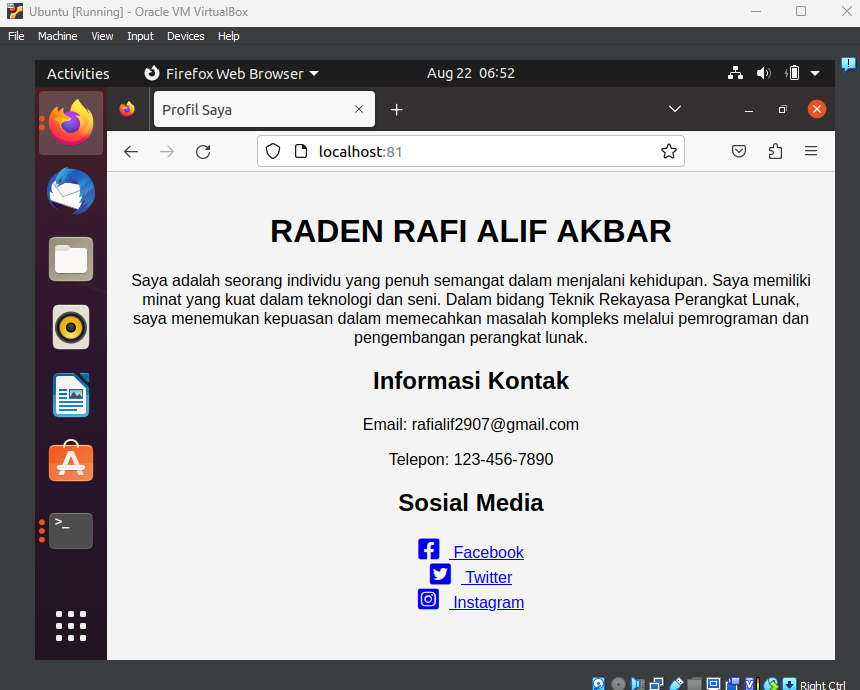 Ubuntu [Running] - Oracle VM VirtualBox
File Machine View Input Devices Help
Activities Firefox Web Browser Aug 22 06:52
Profil Saya
localhost:81
RADEN RAFI ALIF AKBAR
Saya adalah seorang individu yang penuh semangat dalam menjalani kehidupan. Saya memiliki
minat yang kuat dalam teknologi dan seni. Dalam bidang Teknik Rekayasa Perangkat Lunak,
saya menemukan kepuasan dalam memecahkan masalah kompleks melalui pemrograman dan
pengembangan perangkat lunak.
Informasi Kontak
Email: rafialif2907@gmail.com
Telepon: 123-456-7890
Sosial Media
Facebook
Twitter
Instagram
Right Ctrl